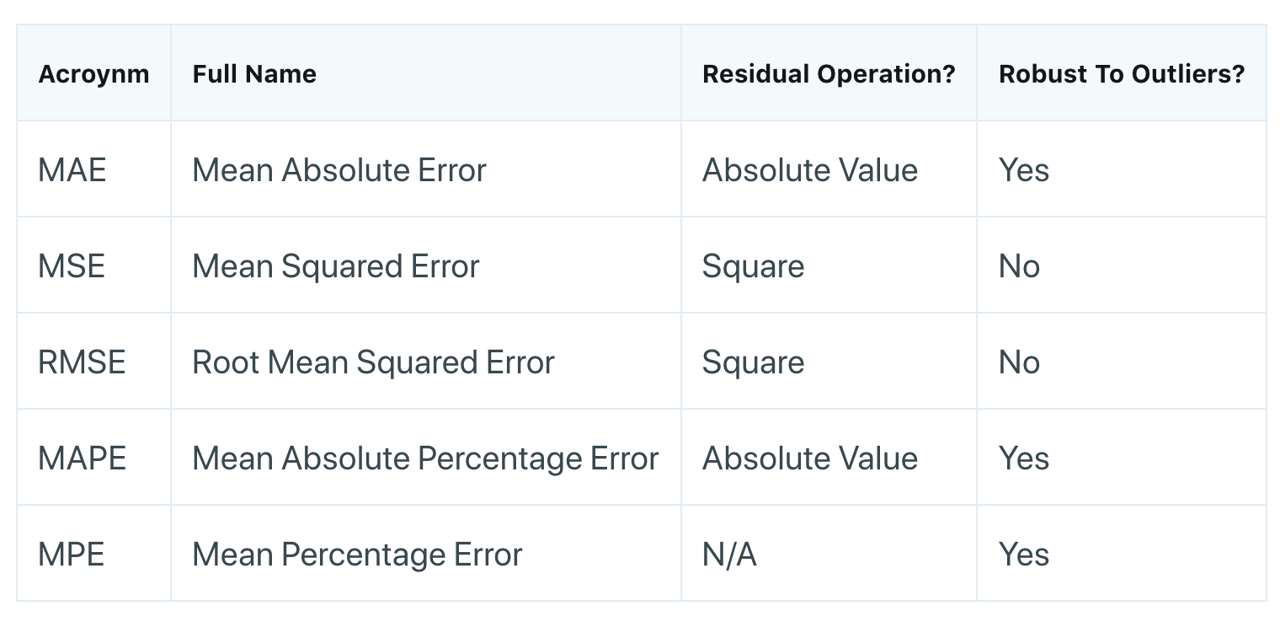 Acroynm Full Name Residual Operation? Robust To Outliers?
MAE Mean Absolute Error Absolute Value Yes
MSE Mean Squared Error Square No
RMSE Root Mean Squared Error Square No
MAPE Mean Absolute Percentage Error Absolute Value Yes
MPE Mean Percentage Error N/A Yes